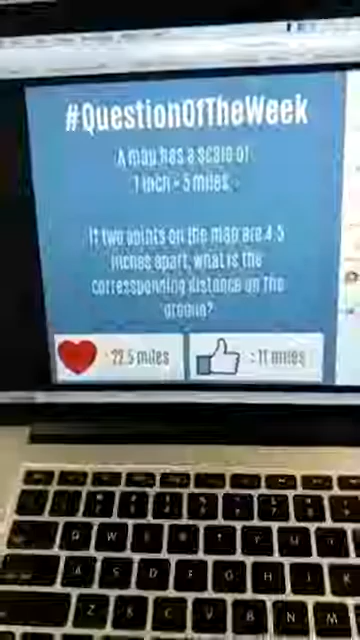 #QuestionOfTheWeek
A map has a scale of
1 inch = 5 miles.
If two points on the map are 4.5
inches apart, what is the
corresponding distance on the
ground?
: 22.5 miles
: 11 miles
Q W E R T Y U
A S D F G H J K
Z X C V B N M